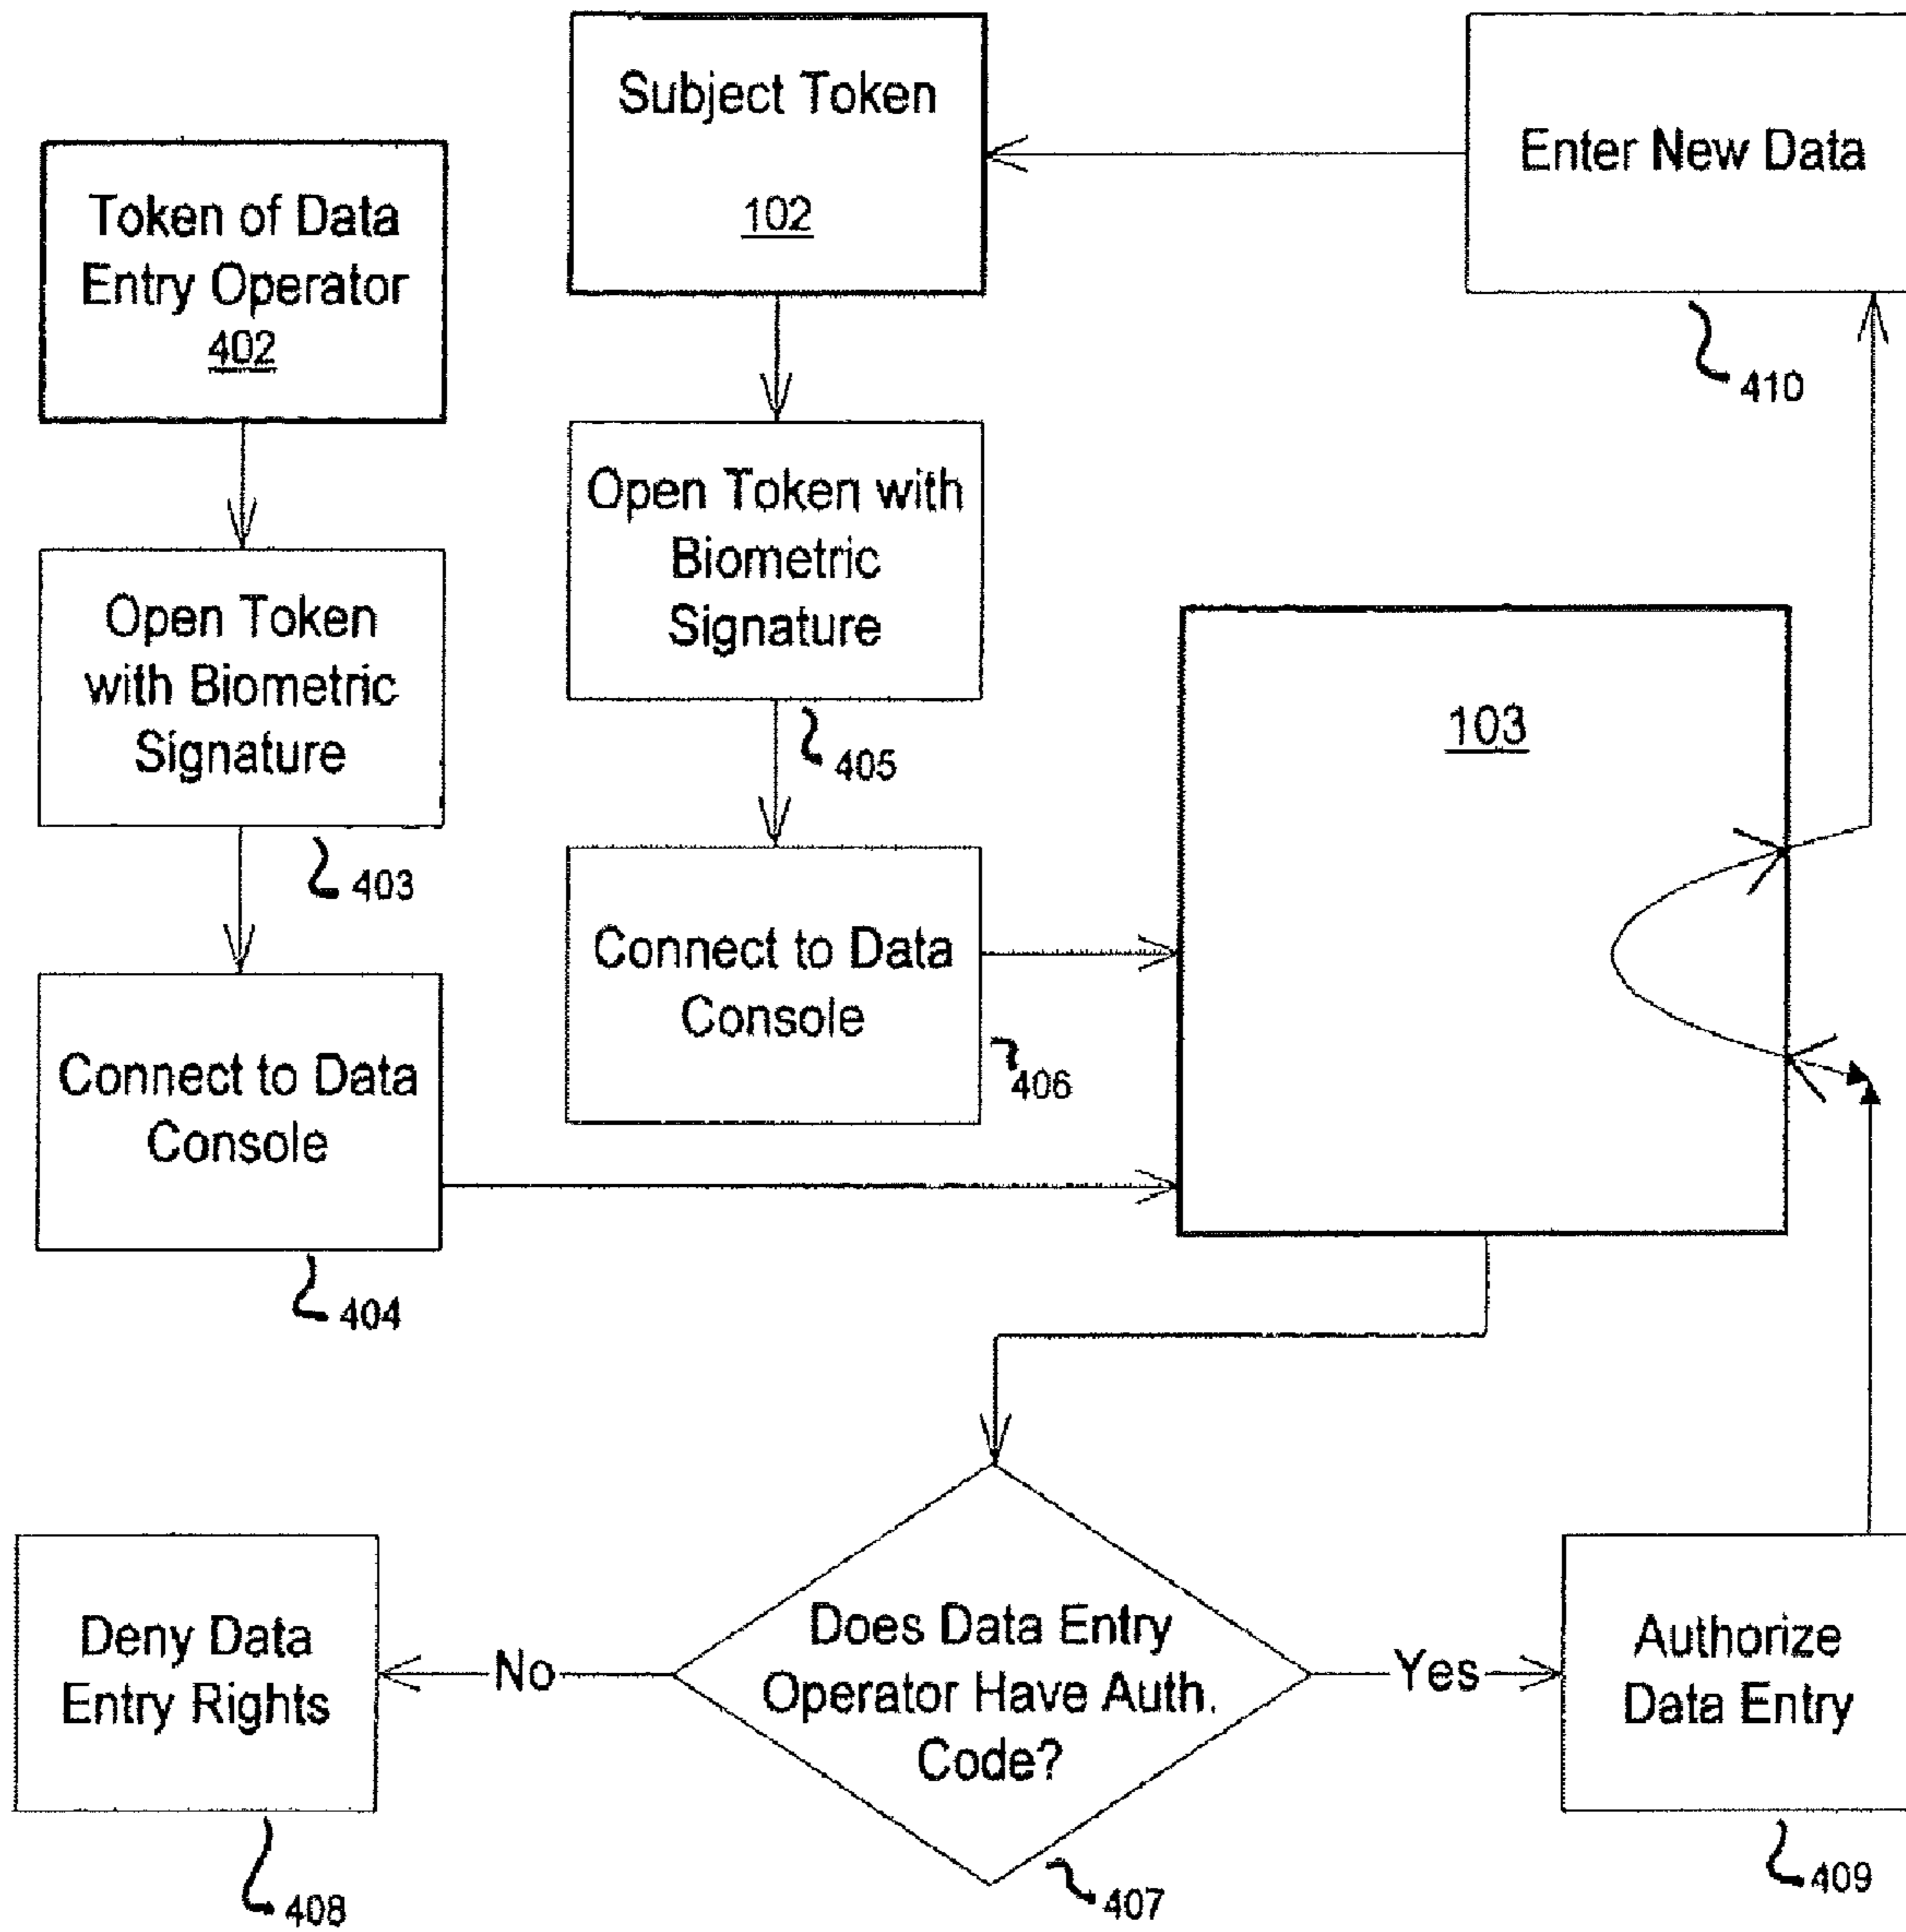 Subject Token
102
Enter New Data
410
Token of Data
Entry Operator
402
Open Token with
Biometric
Signature
405
Open Token
with Biometric
Signature
403
103
Connect to Data
Console
406
Connect to Data
Console
404
Does Data Entry
Operator Have Auth.
Code?
407
No
Yes
Deny Data
Entry Rights
408
Authorize
Data Entry
409